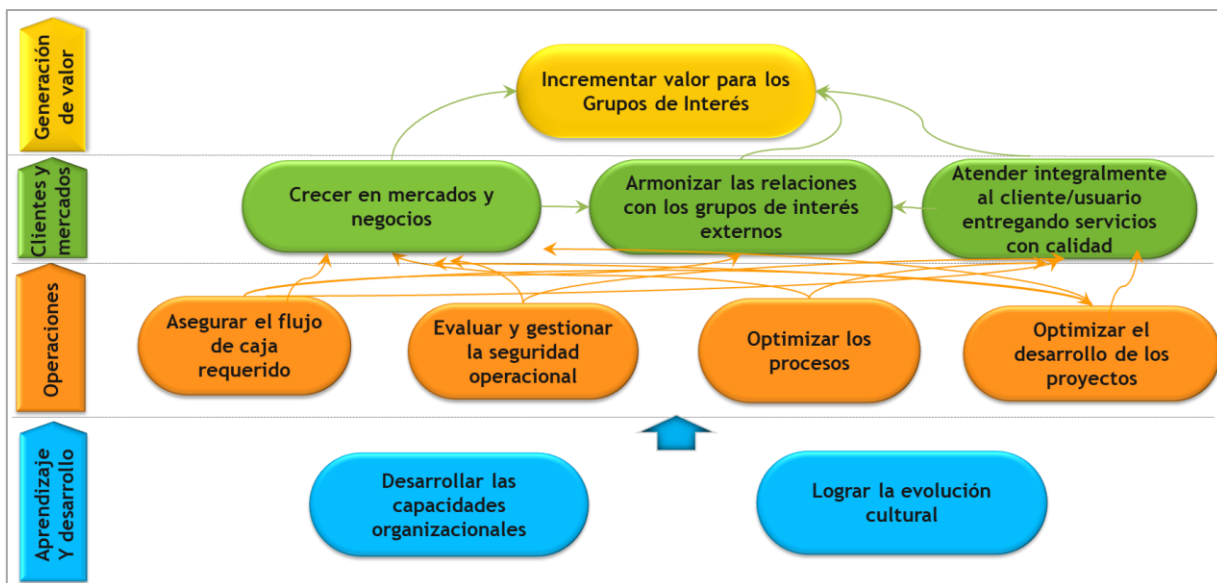 Generación
de valor
Incrementar valor para los
Grupos de Interés
Clientes y
mercados
Crecer en mercados y
negocios
Armonizar las relaciones
con los grupos de interés
externos
Atender integralmente
al cliente/usuario
entregando servicios
con calidad
Operaciones
Asegurar el flujo
de caja
requerido
Evaluar y gestionar
la seguridad
operacional
Optimizar los
procesos
Optimizar el
desarrollo de los
proyectos
Aprendizaje
Y desarrollo
Desarrollar las
capacidades
organizacionales
Lograr la evolución
cultural